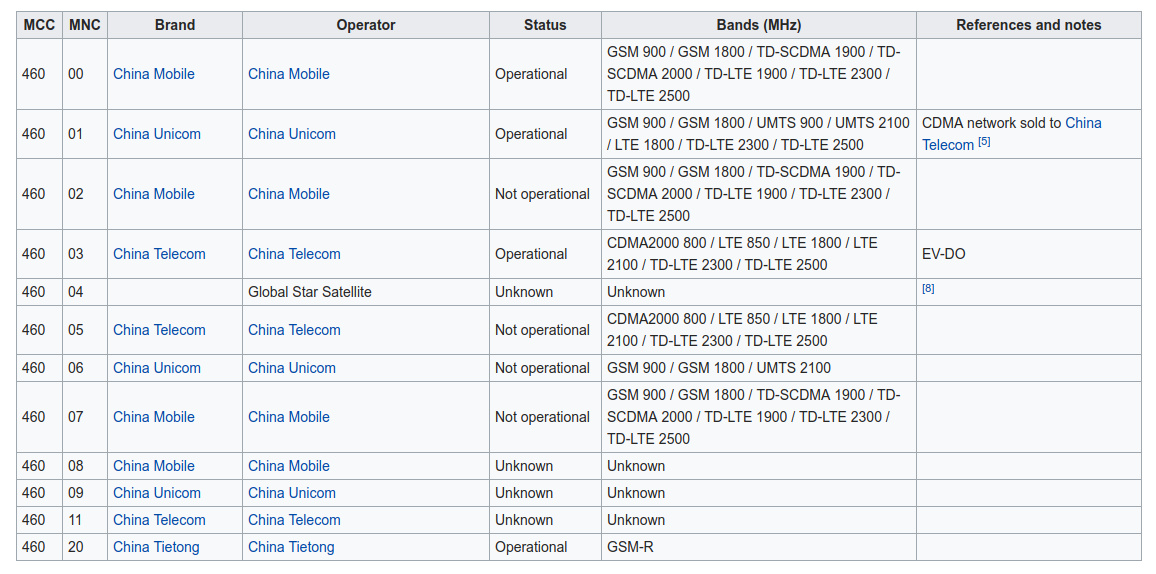 MCC MNC Brand Operator Status Bands (MHz) References and notes
460 00 China Mobile China Mobile Operational GSM 900 / GSM 1800 / TD-SCDMA 1900 / TD-
SCDMA 2000 / TD-LTE 1900 / TD-LTE 2300 /
TD-LTE 2500
460 01 China Unicom China Unicom Operational GSM 900 / GSM 1800 / UMTS 900 / UMTS 2100
/ LTE 1800 / TD-LTE 2300 / TD-LTE 2500
CDMA network sold to China
Telecom [5]
460 02 China Mobile China Mobile Not operational GSM 900 / GSM 1800 / TD-SCDMA 1900 / TD-
SCDMA 2000 / TD-LTE 1900 / TD-LTE 2300 /
TD-LTE 2500
460 03 China Telecom China Telecom Operational CDMA2000 800 / LTE 850 / LTE 1800 / LTE
2100 / TD-LTE 2300 / TD-LTE 2500
EV-DO
460 04 Global Star Satellite Unknown Unknown [8]
460 05 China Telecom China Telecom Not operational CDMA2000 800 / LTE 850 / LTE 1800 / LTE
2100 / TD-LTE 2300 / TD-LTE 2500
460 06 China Unicom China Unicom Not operational GSM 900 / GSM 1800 / UMTS 2100
460 07 China Mobile China Mobile Not operational GSM 900 / GSM 1800 / TD-SCDMA 1900 / TD-
SCDMA 2000 / TD-LTE 1900 / TD-LTE 2300 /
TD-LTE 2500
460 08 China Mobile China Mobile Unknown Unknown
460 09 China Unicom China Unicom Unknown Unknown
460 11 China Telecom China Telecom Unknown Unknown
460 20 China Tietong China Tietong Operational GSM-R